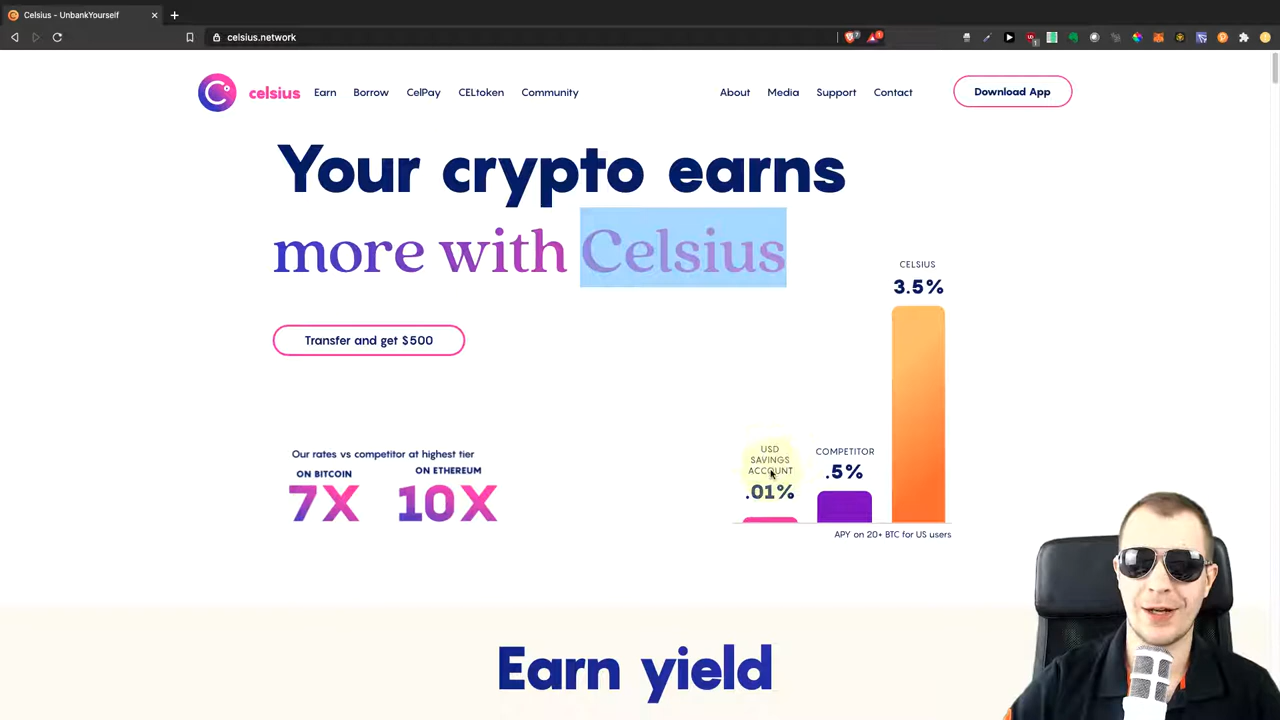 Celsius - UnbankYourself
celsius.network
celsius Earn Borrow CelPay CELtoken Community About Media Support Contact Download App
Your crypto earns
more with Celsius
CELSIUS
3.5%
Transfer and get $500
Our rates vs competitor at highest tier
ON BITCOIN
7X
ON ETHEREUM
10X
USD
SAVINGS
ACCOUNT
.01%
COMPETITOR
.5%
APY on 20+ BTC for US users
Earn yield